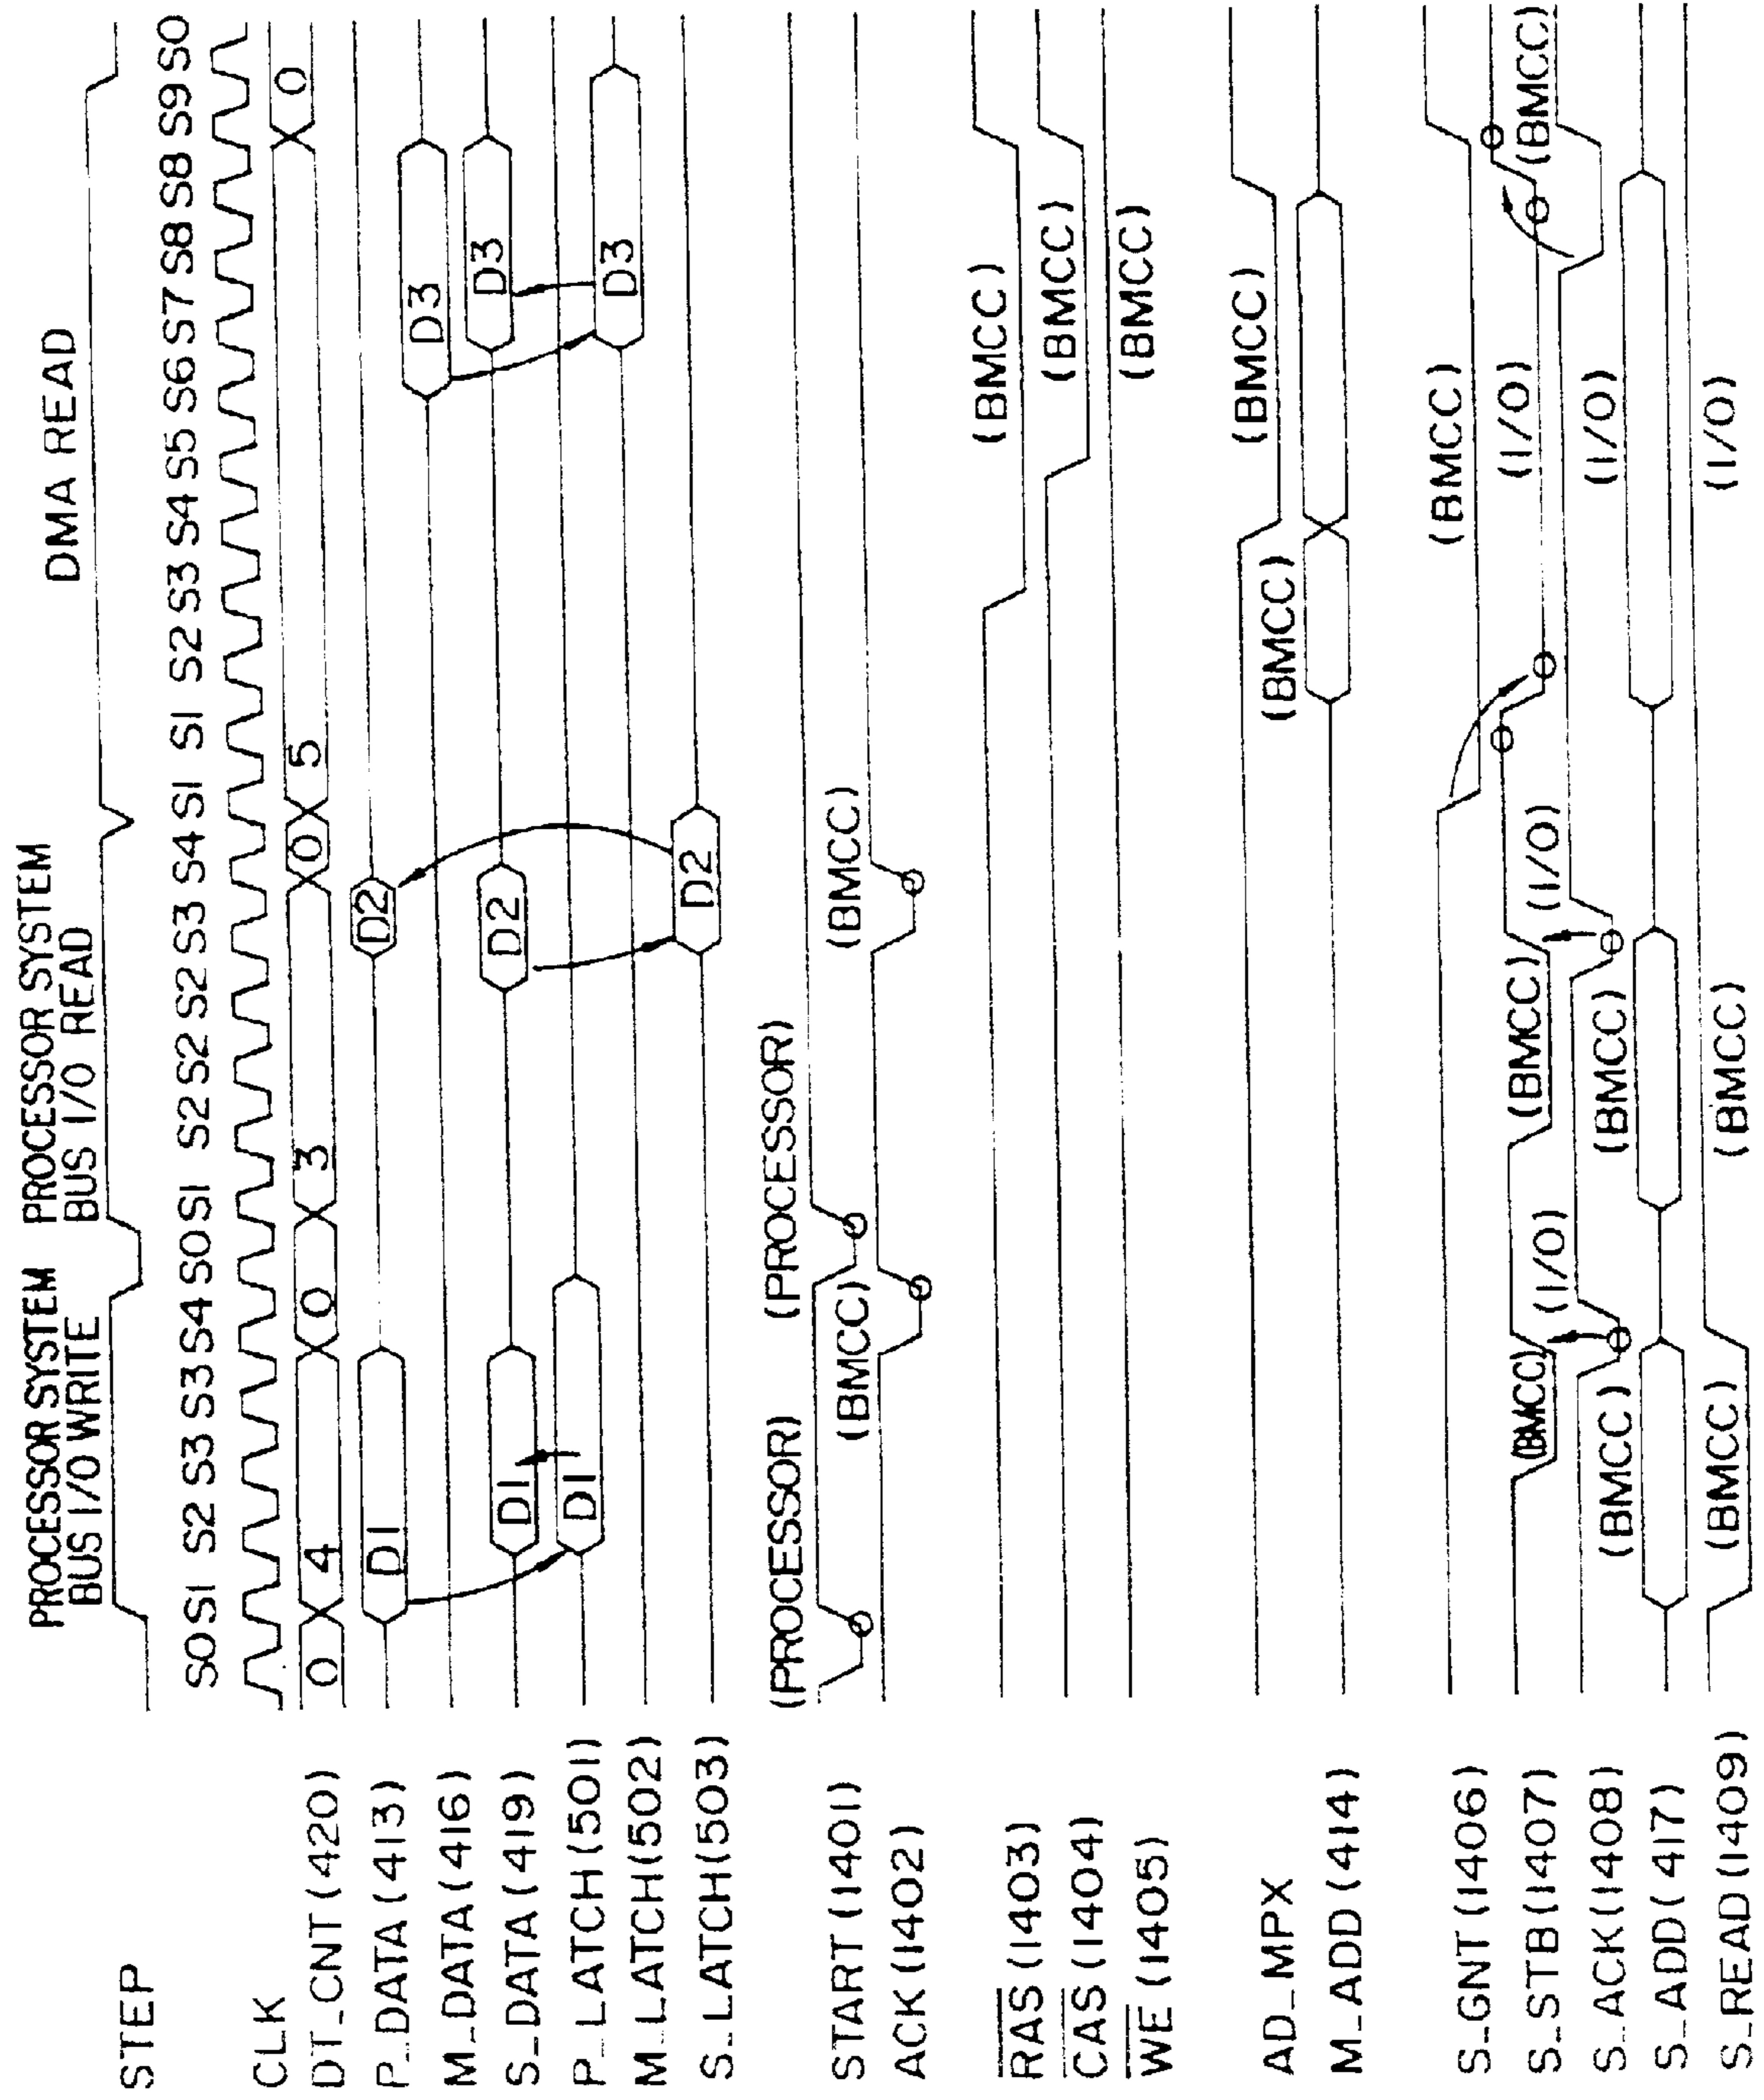 PROCESSOR SYSTEM
BUS I/O WRITE
PROCESSOR SYSTEM
BUS I/O READ
DMA READ
STEP
S0 S1 S2 S3 S3 S4 S0 S1 S2 S2 S2 S3 S4 S1 S1 S2 S3 S4 S5 S6 S7 S8 S8 S9 S0
CLK
DT_CNT (420) 0 4 0 3 0 5 0
P_DATA (413) D1 D2
M_DATA (416) D3
S_DATA (419) D1 D2 D3
P_LATCH (501) D1
M_LATCH (502) D3
S_LATCH (503) D2
(PROCESSOR) (PROCESSOR)
START (1401)
(BMCC) (BMCC)
ACK (1402)
RAS (1403) (BMCC)
CAS (1404) (BMCC)
WE (1405) (BMCC)
AD_MPX (BMCC)
(BMCC)
M_ADD (414)
S_GNT (1406) (BMCC)
S_STB (1407) (BMCC) (BMCC) (I/O)
(I/O) (I/O) (BMCC)
S_ACK (1408)
(BMCC) (BMCC) (I/O)
S_ADD (417)
S_READ (1409) (BMCC) (BMCC) (I/O)